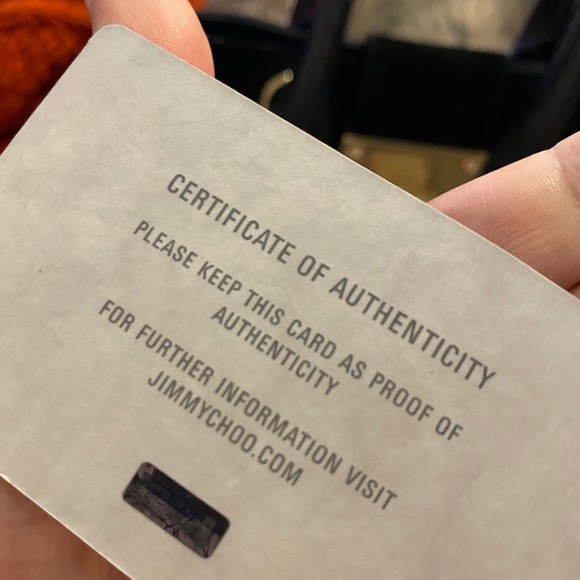 CERTIFICATE OF AUTHENTICITY
PLEASE KEEP THIS CARD AS PROOF OF
AUTHENTICITY
FOR FURTHER INFORMATION VISIT
JIMMYCHOO.COM